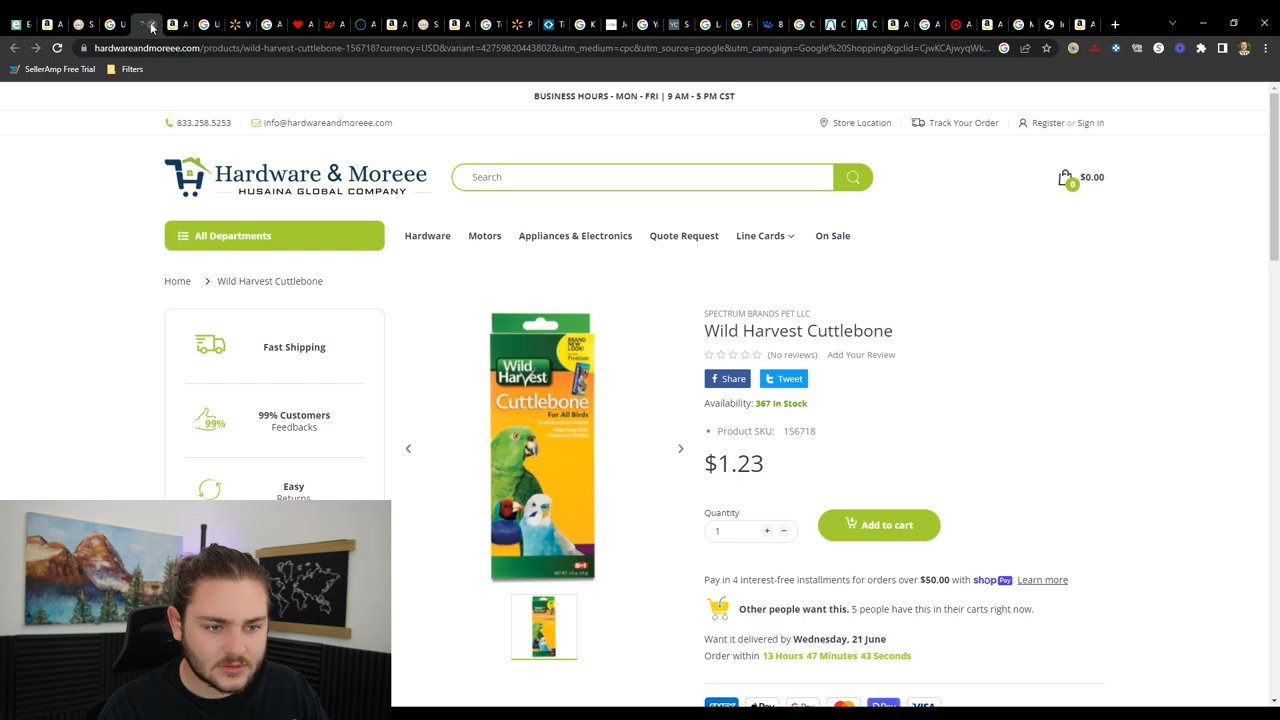 hardwareandmoreee.com/products/wild-harvest-cuttlebone-156718?currency=USD&variant=42759820443802&utm_medium=cpc&utm_source=google&utm_campaign=Google%20Shopping&gclid=CjwKCAjwyqWk...
SellerAmp Free Trial
Filters
BUSINESS HOURS - MON - FRI | 9 AM - 5 PM CST
833.258.5253
info@hardwareandmoreee.com
Store Location
Track Your Order
Register or Sign in
Hardware & Moreee
HUSAINA GLOBAL COMPANY
Search
0
$0.00
All Departments
Hardware
Motors
Appliances & Electronics
Quote Request
Line Cards
On Sale
Home > Wild Harvest Cuttlebone
Fast Shipping
99%
99% Customers
Feedbacks
Easy
Returns
BRAND
NEW
LOOK!
Wild
Harvest
Cuttlebone
For All Birds
SPECTRUM BRANDS PET LLC
Wild Harvest Cuttlebone
(No reviews)
Add Your Review
Share
Tweet
Availability: 367 In Stock
• Product SKU: 156718
$1.23
Quantity
1
+
−
Add to cart
Pay in 4 interest-free installments for orders over $50.00 with shop Pay Learn more
Other people want this. 5 people have this in their carts right now.
Want it delivered by Wednesday, 21 June
Order within 13 Hours 47 Minutes 43 Seconds